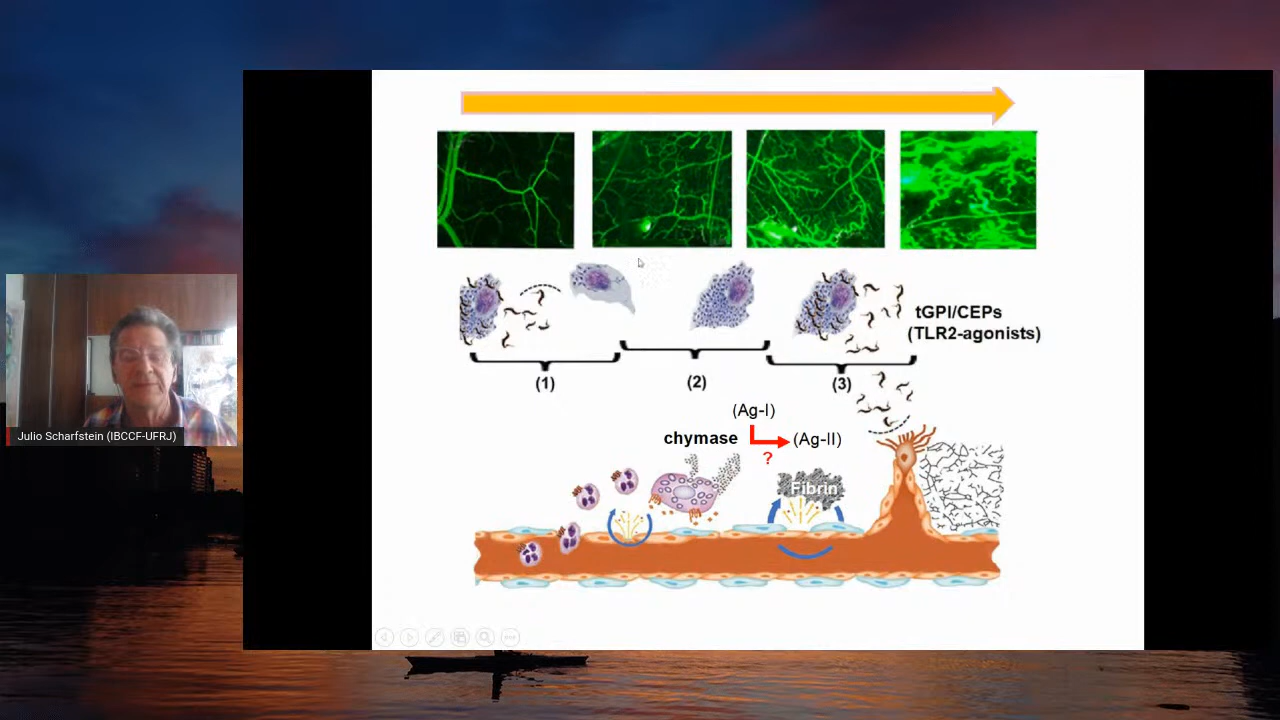 tGPI/CEPs
(TLR2-agonists)
(1)
(2)
(3)
(Ag-I)
chymase
(Ag-II)
?
Fibrin
Julio Scharfstein (IBCCF-UFRJ)